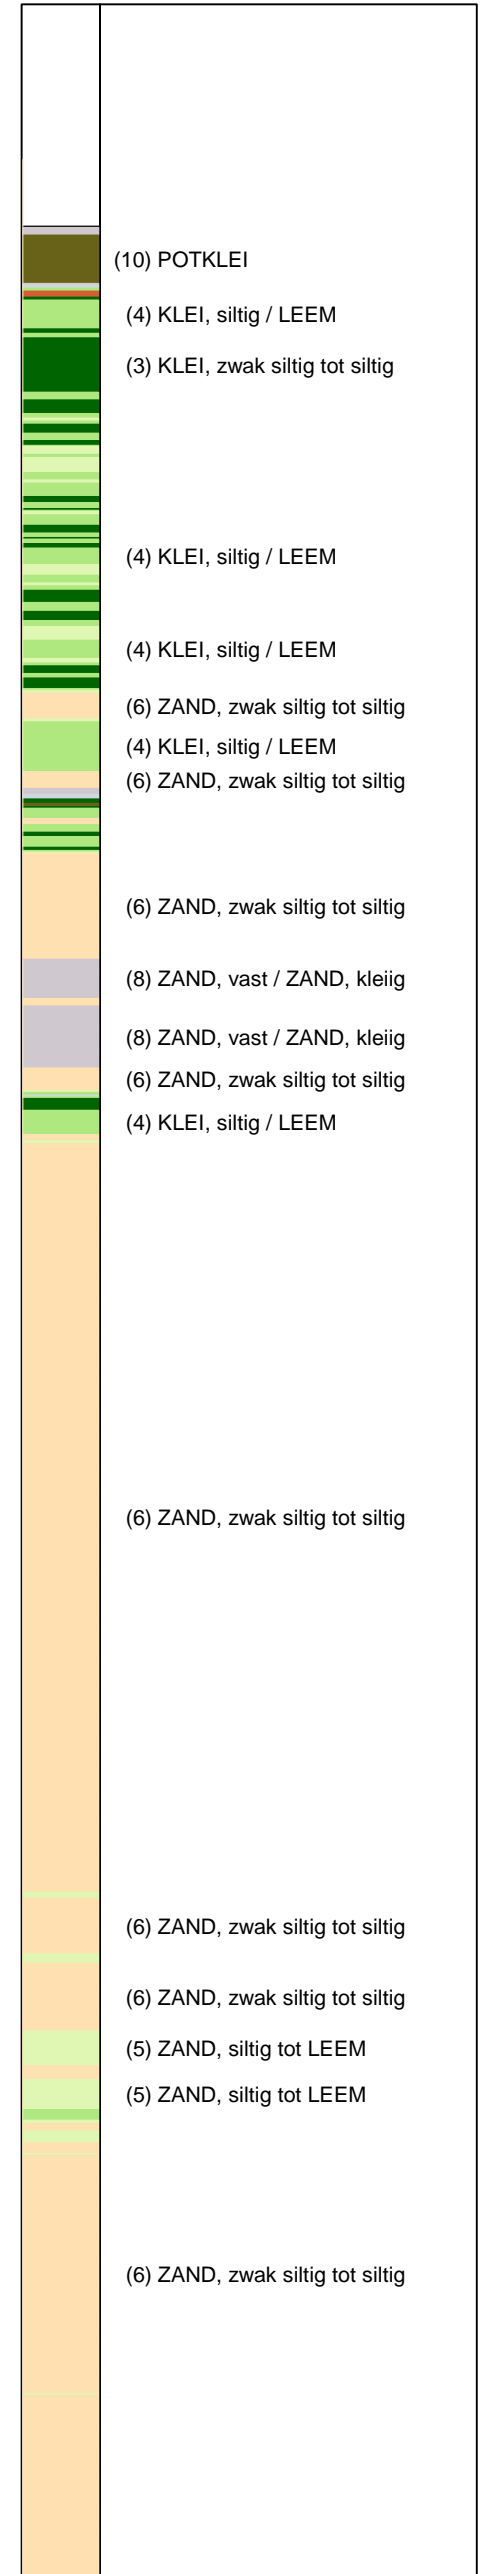 (10) POTKLEI
(4) KLEI, siltig / LEEM
(3) KLEI, zwak siltig tot siltig
(4) KLEI, siltig / LEEM
(4) KLEI, siltig / LEEM
(6) ZAND, zwak siltig tot siltig
(4) KLEI, siltig / LEEM
(6) ZAND, zwak siltig tot siltig
(6) ZAND, zwak siltig tot siltig
(8) ZAND, vast / ZAND, kleiig
(8) ZAND, vast / ZAND, kleiig
(6) ZAND, zwak siltig tot siltig
(4) KLEI, siltig / LEEM
(6) ZAND, zwak siltig tot siltig
(6) ZAND, zwak siltig tot siltig
(6) ZAND, zwak siltig tot siltig
(5) ZAND, siltig tot LEEM
(5) ZAND, siltig tot LEEM
(6) ZAND, zwak siltig tot siltig